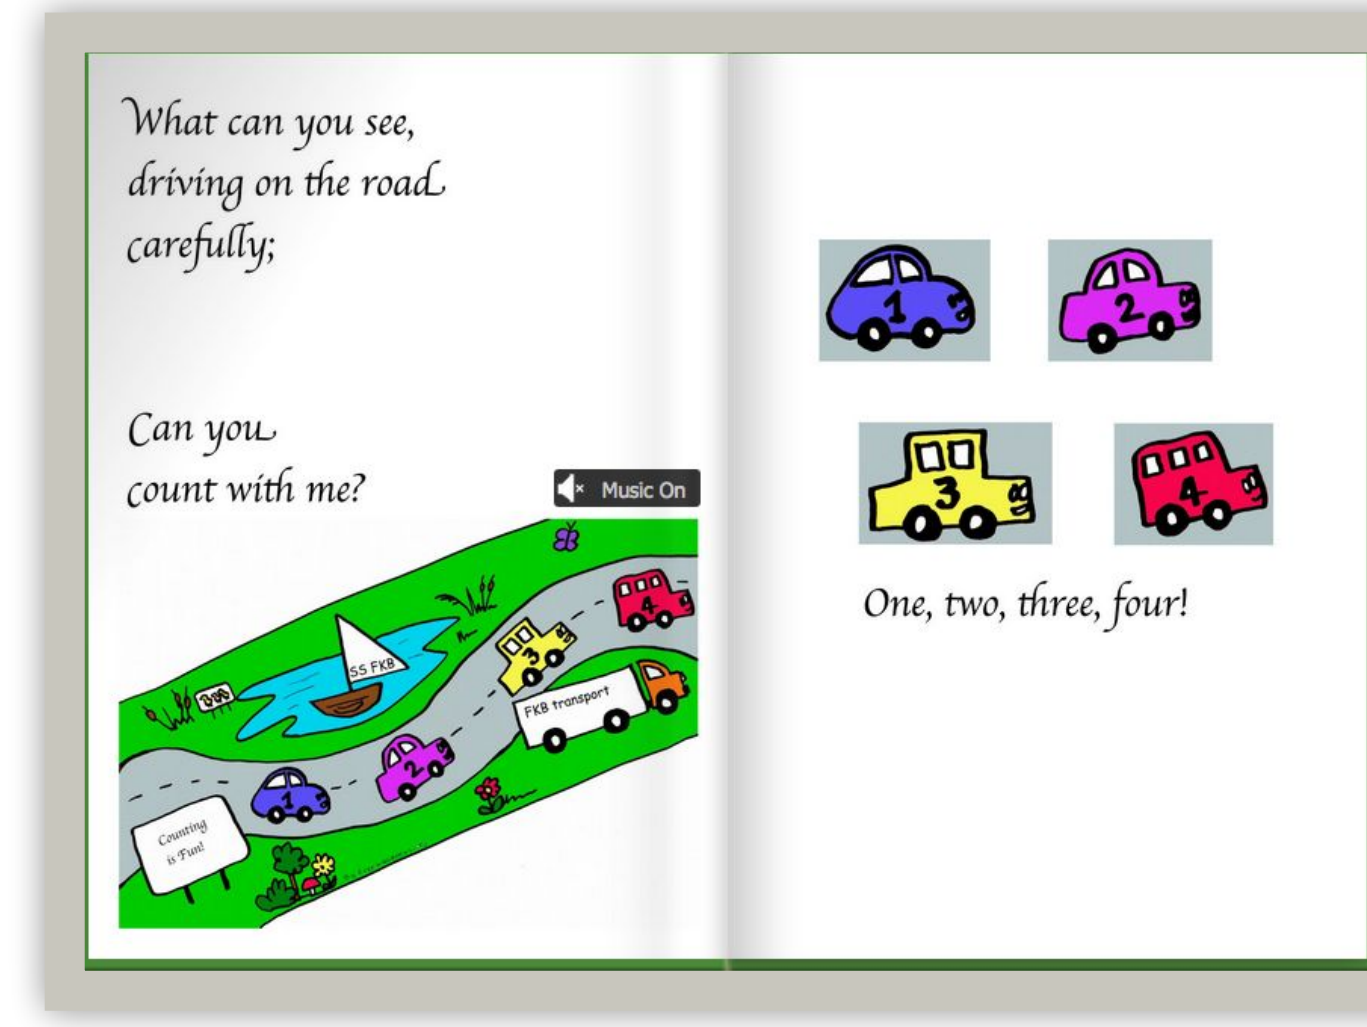 What can you see,
driving on the road
carefully;
Can you
count with me?
Music On
SS FKB
4
3
FKB transport
2
1
Counting
is Fun!
1
2
3
4
One, two, three, four!